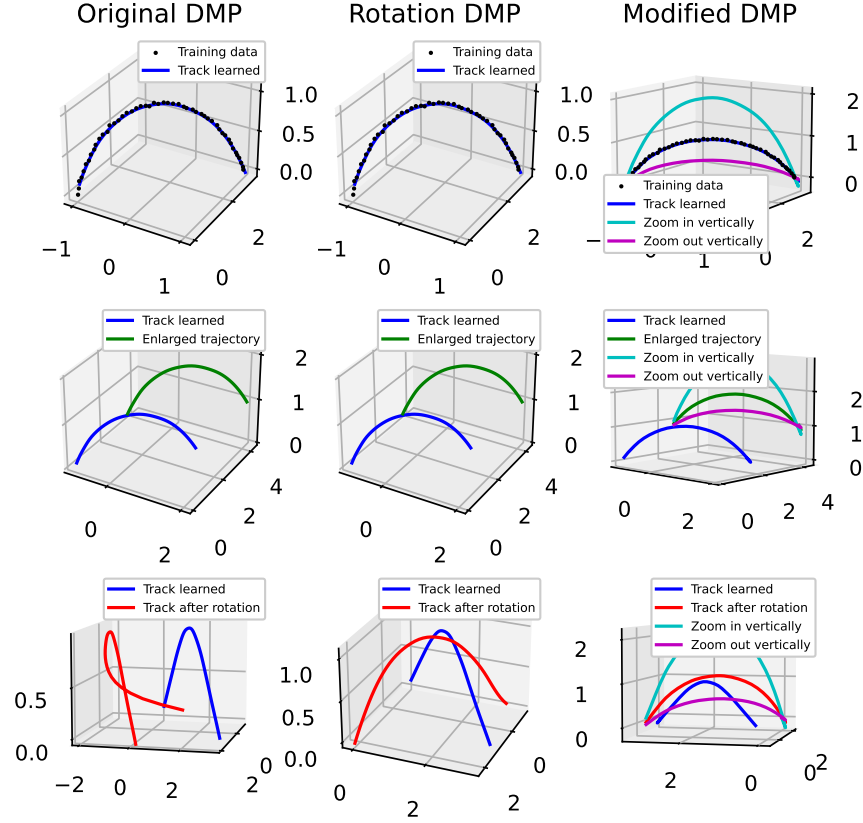 Original DMP
Rotation DMP
Modified DMP
Training data
Track learned
1.0
0.5
0.0
−1
0
1
0
2
Training data
Track learned
1.0
0.5
0.0
−1
0
1
0
2
Training data
Track learned
Zoom in vertically
Zoom out vertically
2
1
0
1
0
2
Track learned
Enlarged trajectory
2
1
0
0
2
0
2
4
Track learned
Enlarged trajectory
2
1
0
0
2
0
2
4
Track learned
Enlarged trajectory
Zoom in vertically
Zoom out vertically
2
1
0
0
2
0
2
4
Track learned
Track after rotation
0.5
0.0
−2
0
2
2
0
Track learned
Track after rotation
1.0
0.5
0.0
0
2
2
0
Track learned
Track after rotation
Zoom in vertically
Zoom out vertically
2
1
0
2
0
0
2